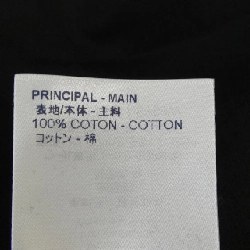 PRINCIPAL - MAIN
表地/本体 - 主料
100% COTON - COTTON
コットン - 棉